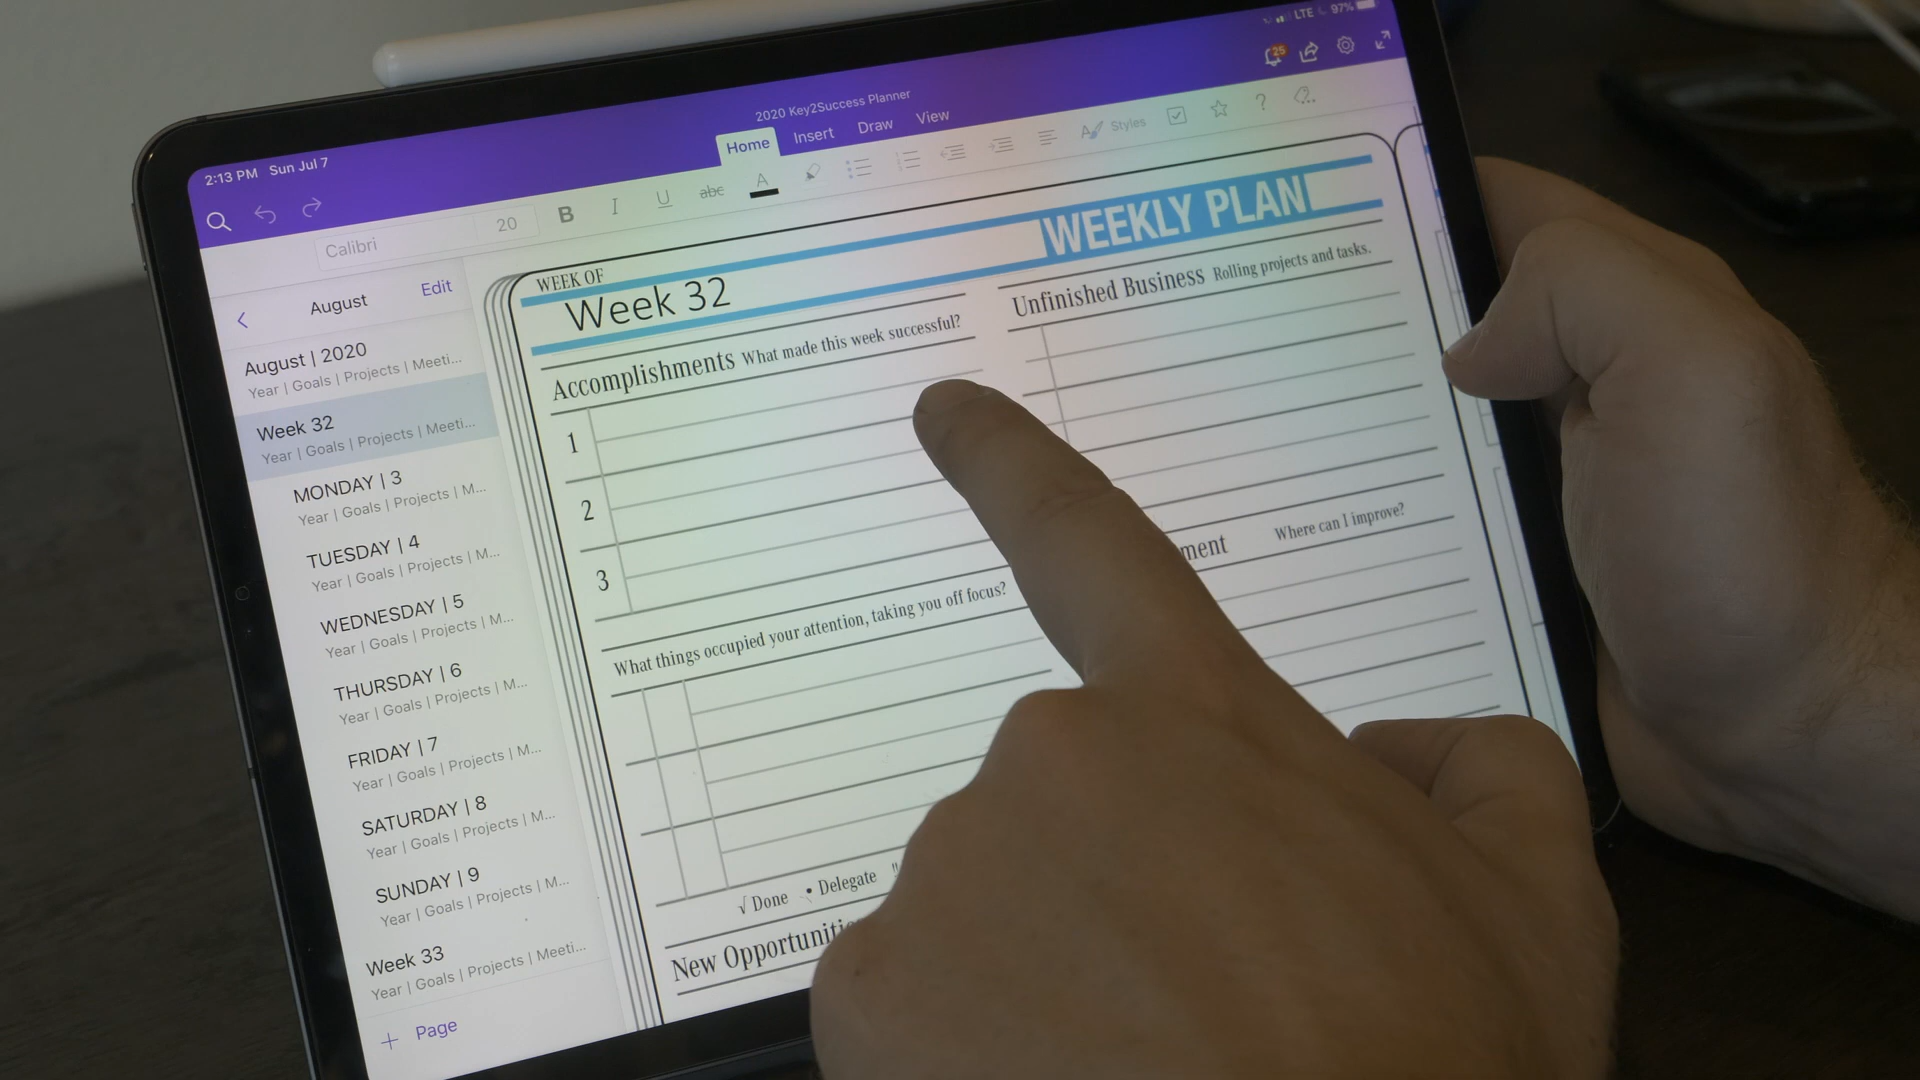 2:13 PM Sun Jul 7
LTE 97%
25
2020 Key2Success Planner
Home Insert Draw View
Calibri 20 B I U abc A Styles ?
August Edit
August | 2020
Year | Goals | Projects | Meeti...
Week 32
Year | Goals | Projects | Meeti...
MONDAY | 3
Year | Goals | Projects | M...
TUESDAY | 4
Year | Goals | Projects | M...
WEDNESDAY | 5
Year | Goals | Projects | M...
THURSDAY | 6
Year | Goals | Projects | M...
FRIDAY | 7
Year | Goals | Projects | M...
SATURDAY | 8
Year | Goals | Projects | M...
SUNDAY | 9
Year | Goals | Projects | M...
Week 33
Year | Goals | Projects | Meeti...
+ Page
WEEK OF
Week 32
WEEKLY PLAN
Accomplishments What made this week successful?
1
2
3
What things occupied your attention, taking you off focus?
√ Done • Delegate
New Opportuniti
Unfinished Business Rolling projects and tasks.
ment Where can I improve?